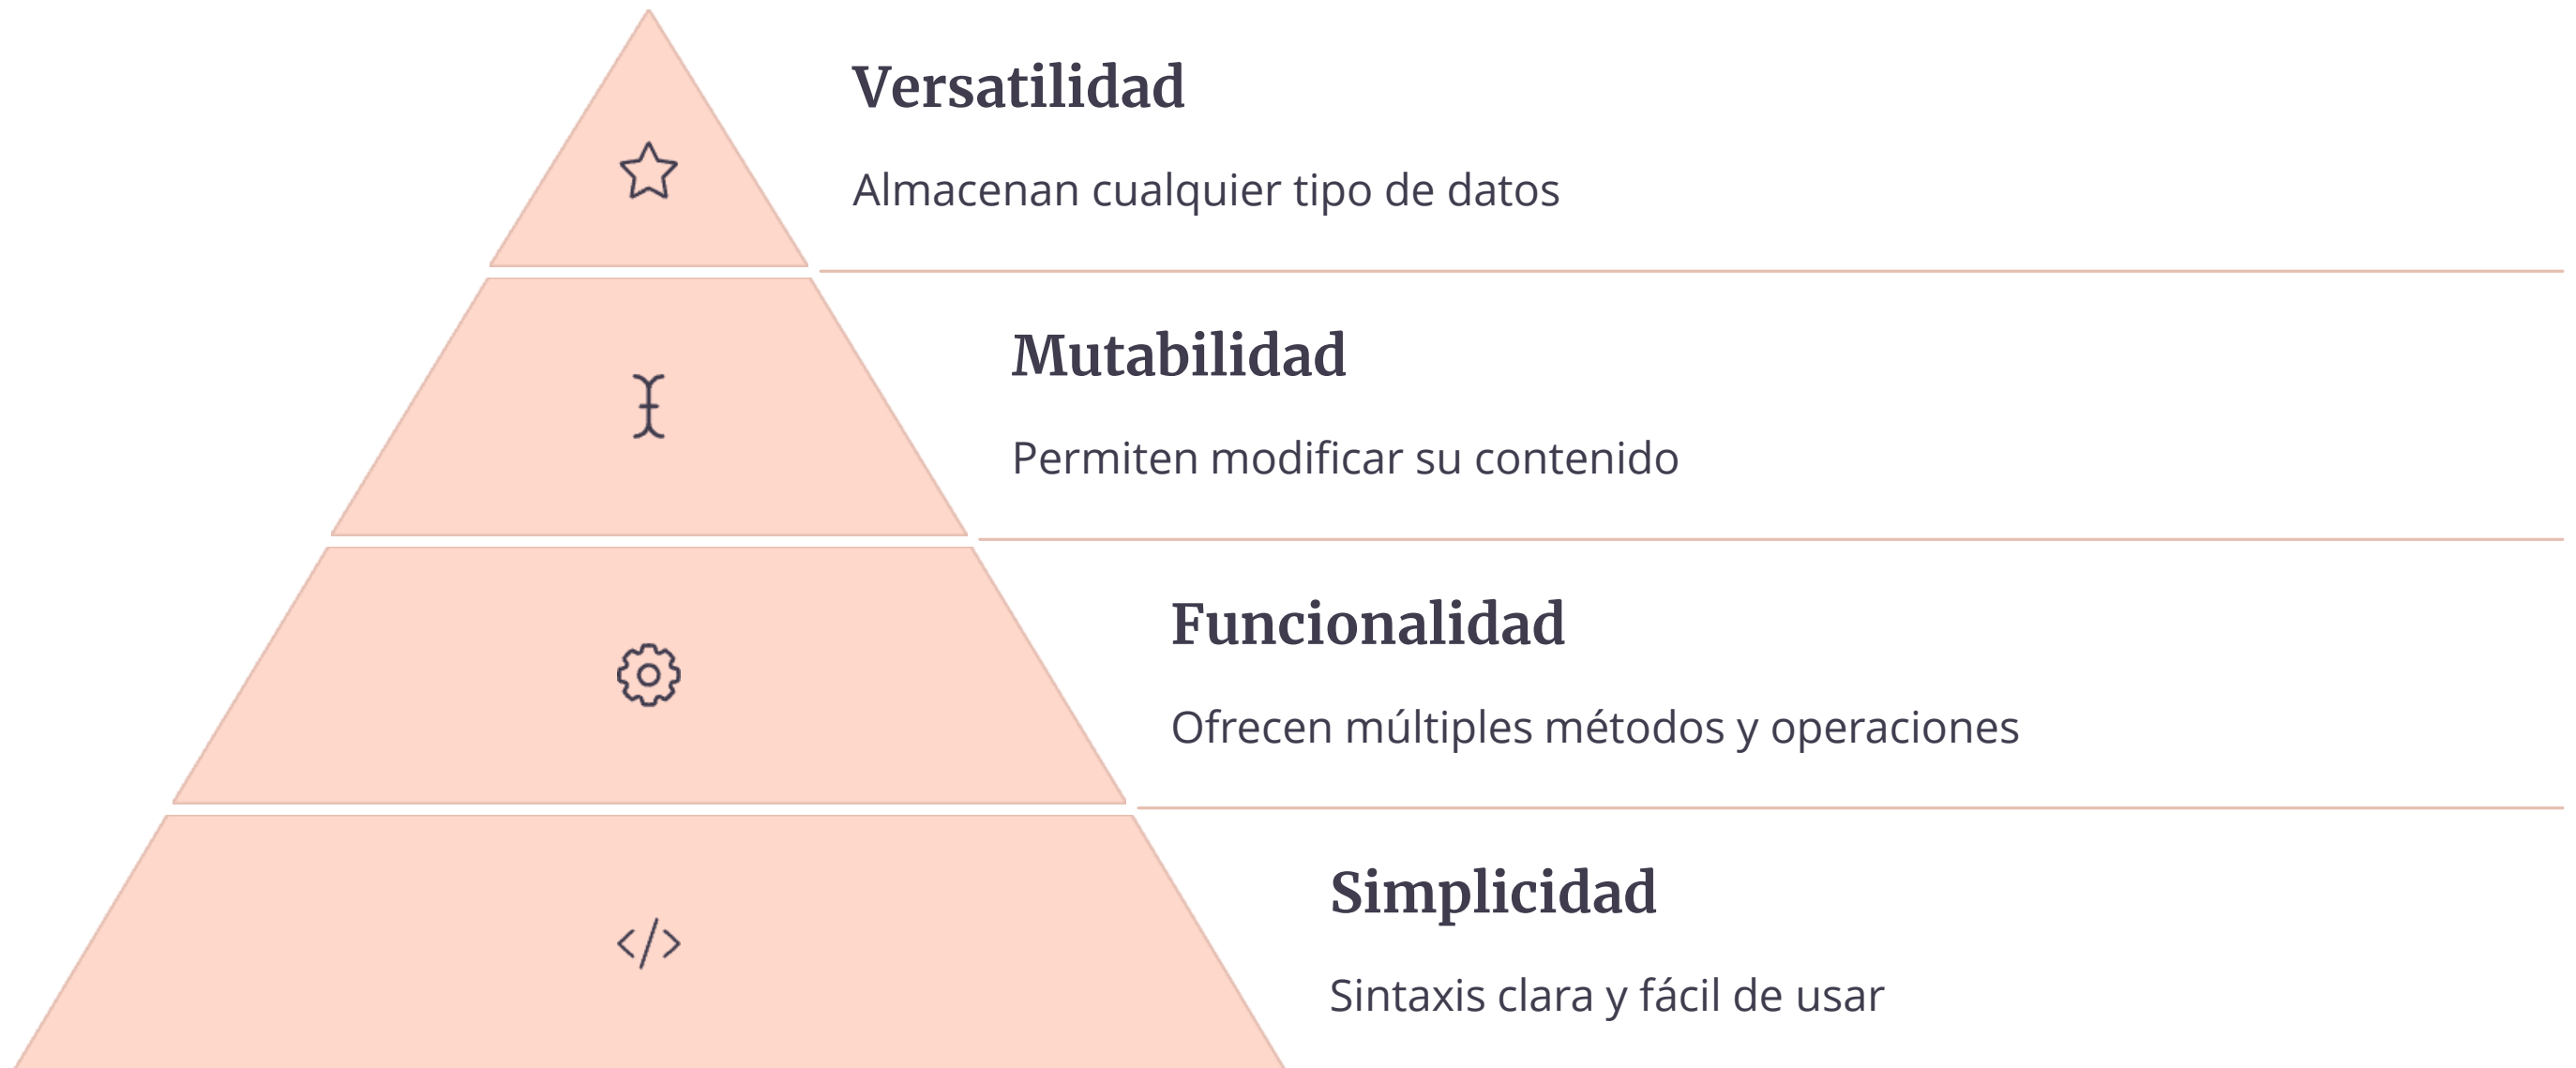 Versatilidad
Almacenan cualquier tipo de datos
Mutabilidad
Permiten modificar su contenido
Funcionalidad
Ofrecen múltiples métodos y operaciones
Simplicidad
Sintaxis clara y fácil de usar